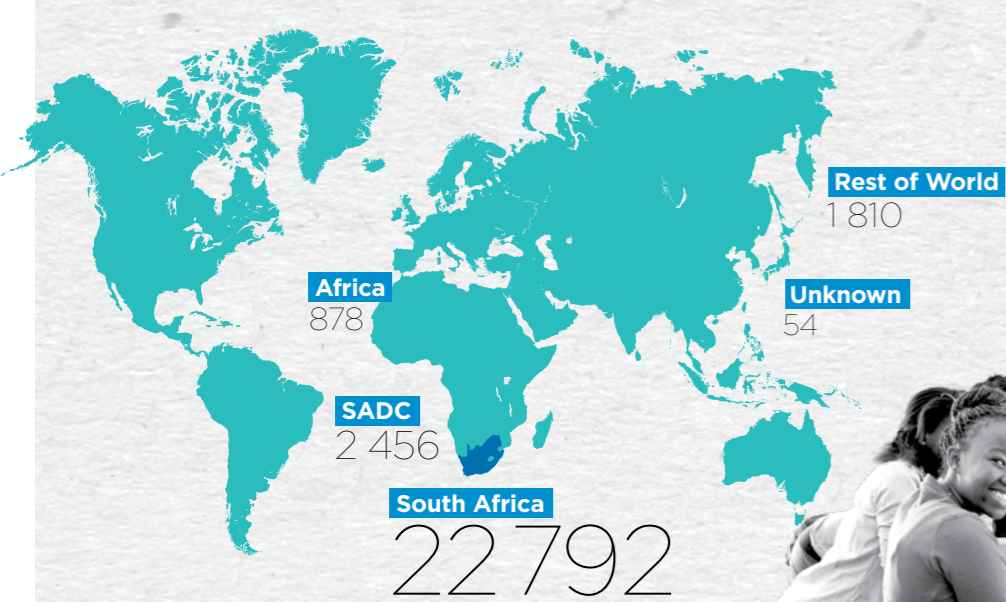 Rest of World
1 810
Africa
878
Unknown
54
SADC
2 456
South Africa
22 792